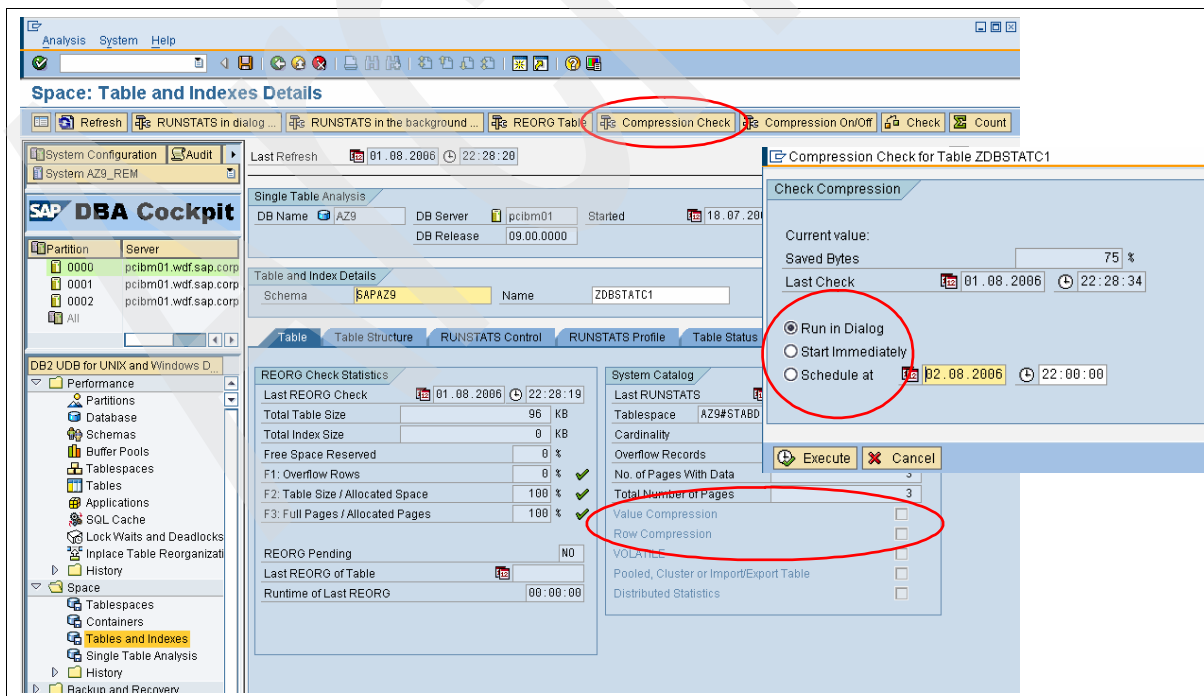 Analysis System Help
Space: Table and Indexes Details
Refresh RUNSTATS in dialog ... RUNSTATS in the background ... REORG Table Compression Check Compression On/Off Check Count
System Configuration Audit
System AZ9_REM
SAP DBA Cockpit
Partition Server
0000 pcibm01.wdf.sap.corp
0001 pcibm01.wdf.sap.corp
0002 pcibm01.wdf.sap.corp
All
DB2 UDB for UNIX and Windows D...
Performance
Partitions
Database
Schemas
Buffer Pools
Tablespaces
Tables
Applications
SQL Cache
Lock Waits and Deadlocks
Inplace Table Reorganizati
History
Space
Tablespaces
Containers
Tables and Indexes
Single Table Analysis
History
Backup and Recovery
Last Refresh 01.08.2006 22:28:20
Single Table Analysis
DB Name AZ9 DB Server pcibm01 Started 18.07.20
DB Release 09.00.0000
Table and Index Details
Schema SAPAZ9 Name ZDBSTATC1
Table Table Structure RUNSTATS Control RUNSTATS Profile Table Status
REORG Check Statistics
Last REORG Check 01.08.2006 22:28:19
Total Table Size 96 KB
Total Index Size 0 KB
Free Space Reserved 0 %
F1: Overflow Rows 0 %
F2: Table Size / Allocated Space 100 %
F3: Full Pages / Allocated Pages 100 %
REORG Pending NO
Last REORG of Table
Runtime of Last REORG 00:00:00
System Catalog
Last RUNSTATS
Tablespace AZ9#STABD
Cardinality
Overflow Records
No. of Pages With Data 3
Total Number of Pages 3
Value Compression
Row Compression
VOLATILE
Pooled, Cluster or Import/Export Table
Distributed Statistics
Compression Check for Table ZDBSTATC1
Check Compression
Current value:
Saved Bytes 75 %
Last Check 01.08.2006 22:28:34
Run in Dialog
Start Immediately
Schedule at 02.08.2006 22:00:00
Execute Cancel